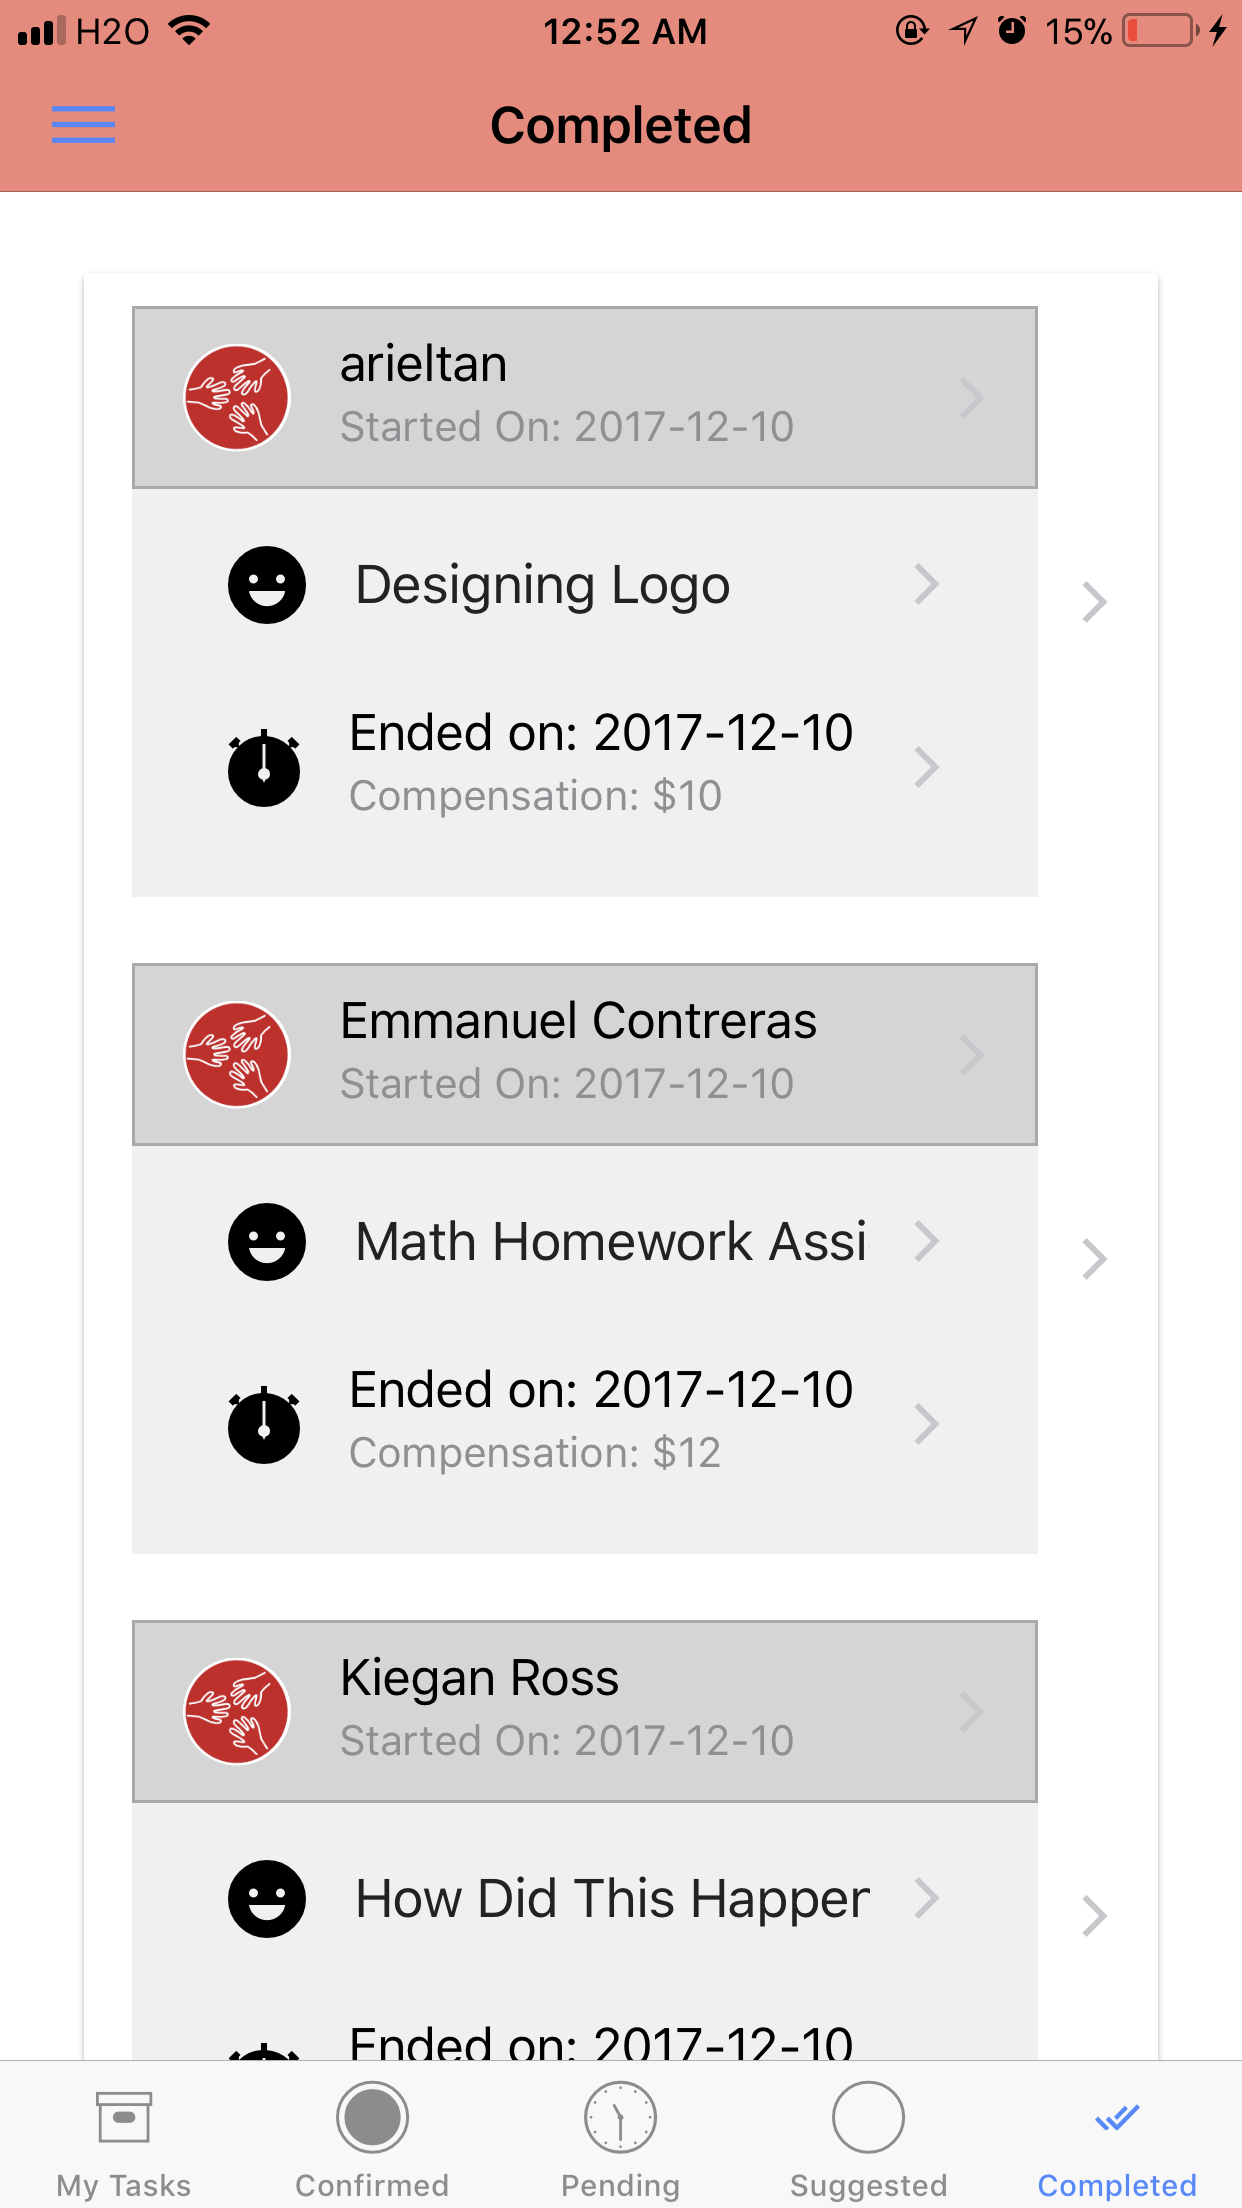 H2O 12:52 AM 15%
Completed
arieltan
Started On: 2017-12-10
Designing Logo
Ended on: 2017-12-10
Compensation: $10
Emmanuel Contreras
Started On: 2017-12-10
Math Homework Assi
Ended on: 2017-12-10
Compensation: $12
Kiegan Ross
Started On: 2017-12-10
How Did This Happen
Ended on: 2017-12-10
My Tasks Confirmed Pending Suggested Completed